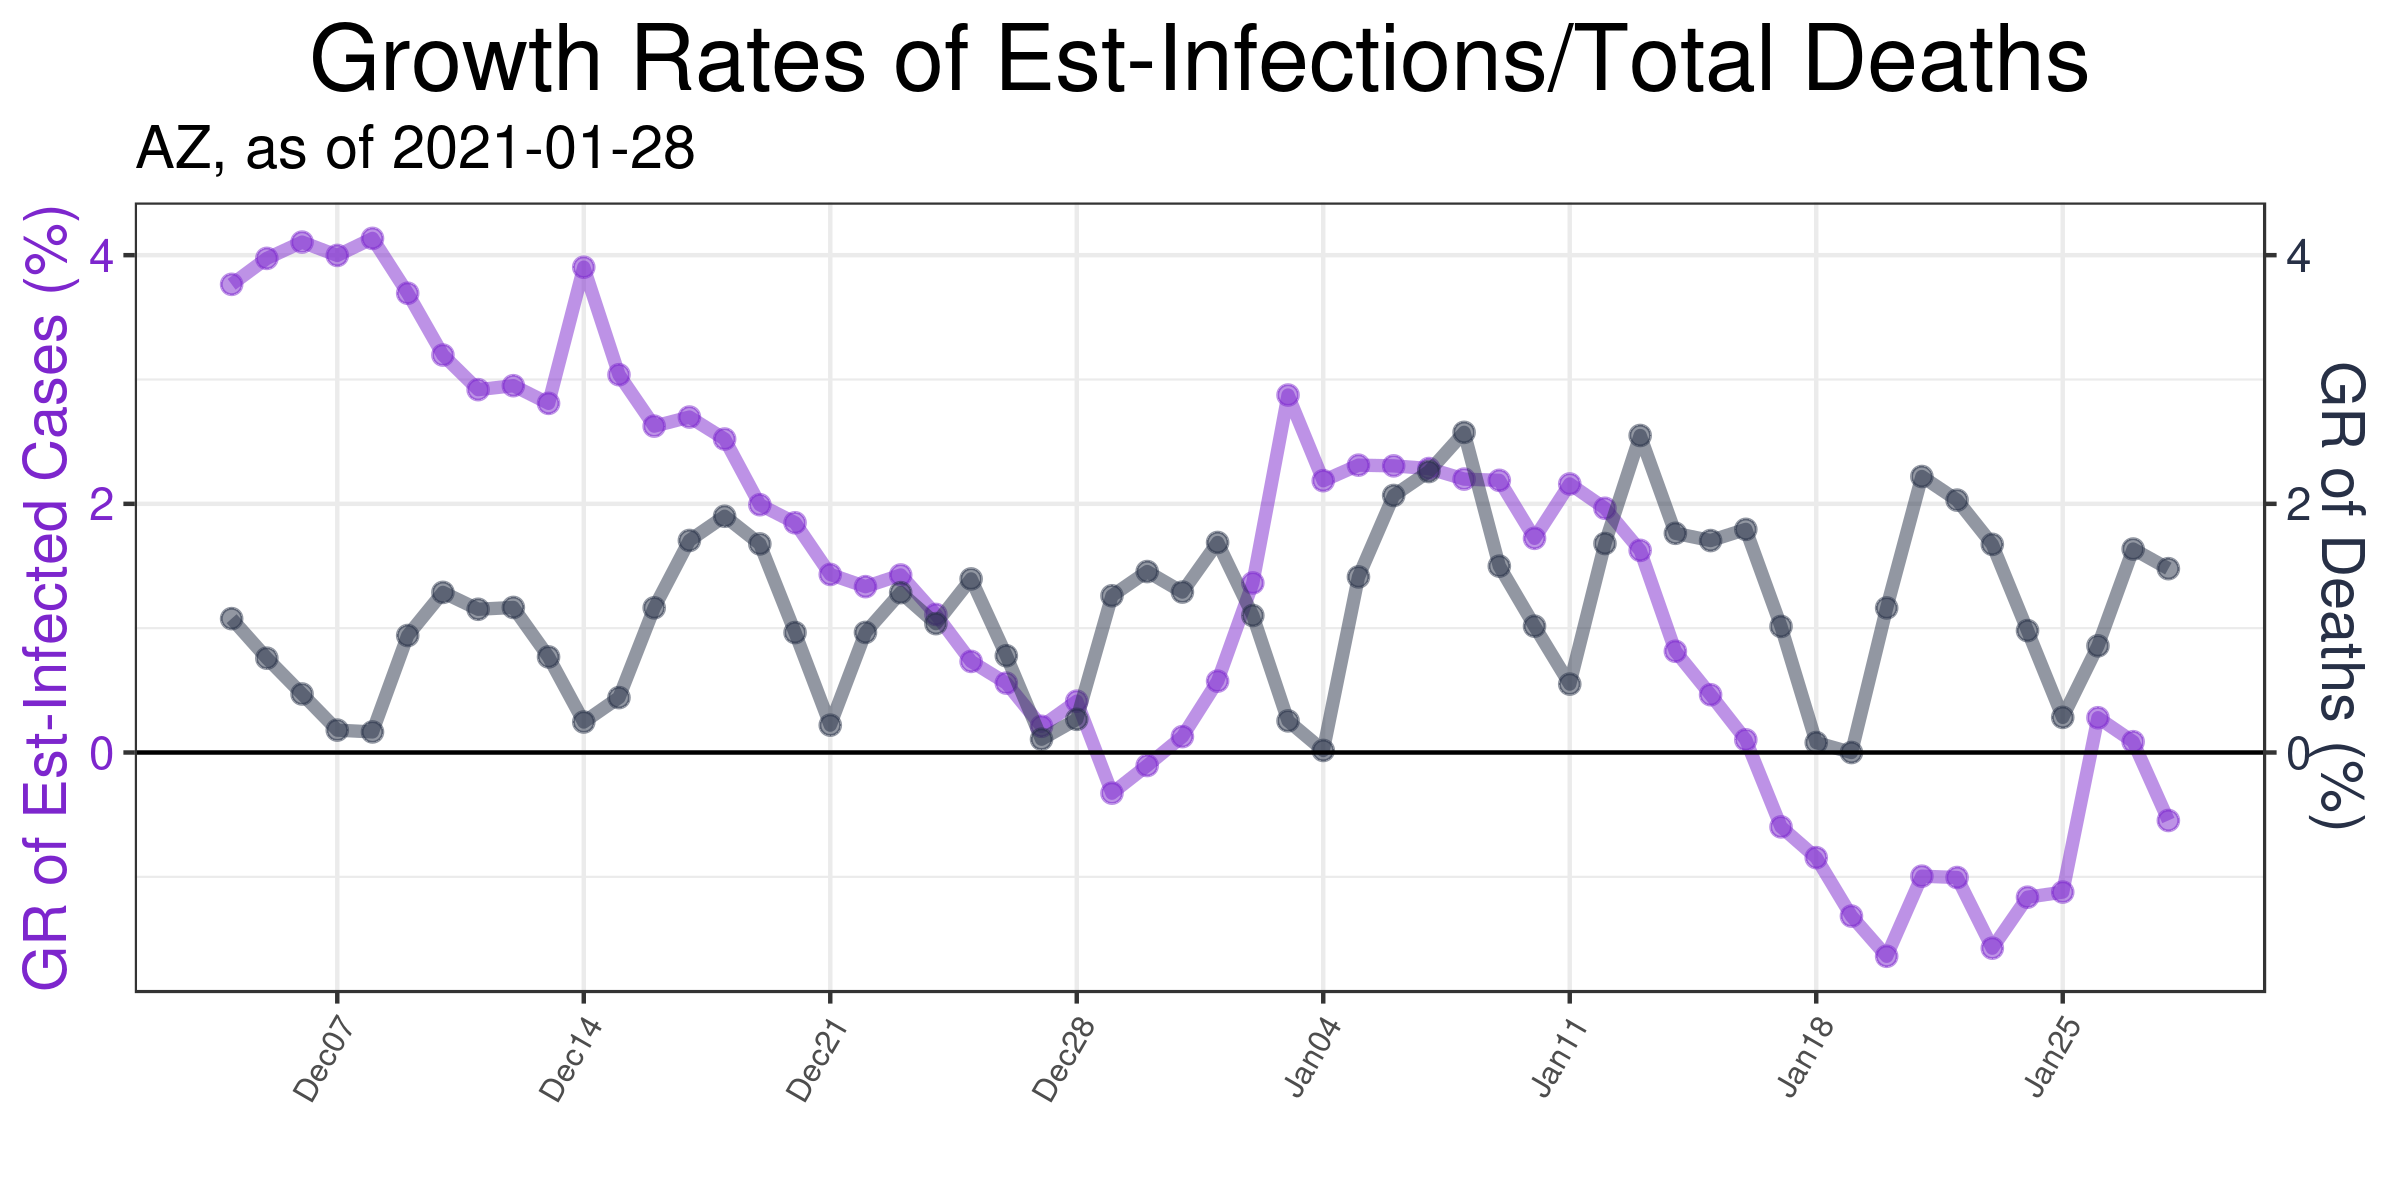 Growth Rates of Est-Infections/Total Deaths
AZ, as of 2021-01-28
GR of Est-Infected Cases (%)
4
2
0
4
2
0
GR of Deaths (%)
Dec07
Dec14
Dec21
Dec28
Jan04
Jan11
Jan18
Jan25